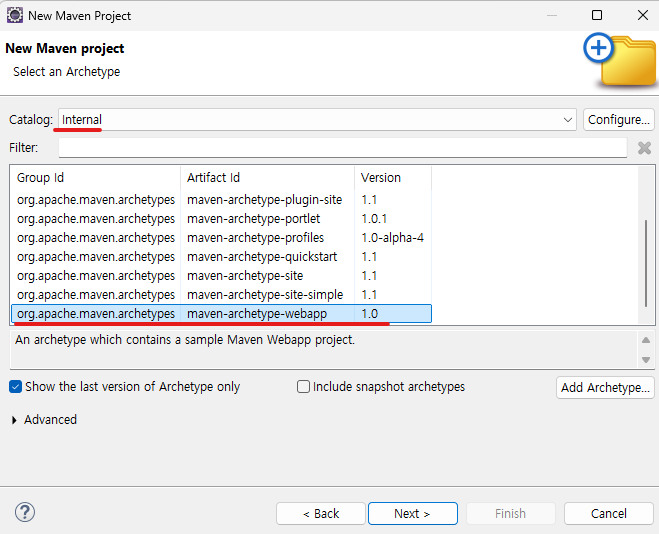 New Maven Project
New Maven project
Select an Archetype
Catalog: Internal Configure...
Filter:
Group Id Artifact Id Version
org.apache.maven.archetypes maven-archetype-plugin-site 1.1
org.apache.maven.archetypes maven-archetype-portlet 1.0.1
org.apache.maven.archetypes maven-archetype-profiles 1.0-alpha-4
org.apache.maven.archetypes maven-archetype-quickstart 1.1
org.apache.maven.archetypes maven-archetype-site 1.1
org.apache.maven.archetypes maven-archetype-site-simple 1.1
org.apache.maven.archetypes maven-archetype-webapp 1.0
An archetype which contains a sample Maven Webapp project.
Show the last version of Archetype only Include snapshot archetypes Add Archetype...
Advanced
? < Back Next > Finish Cancel